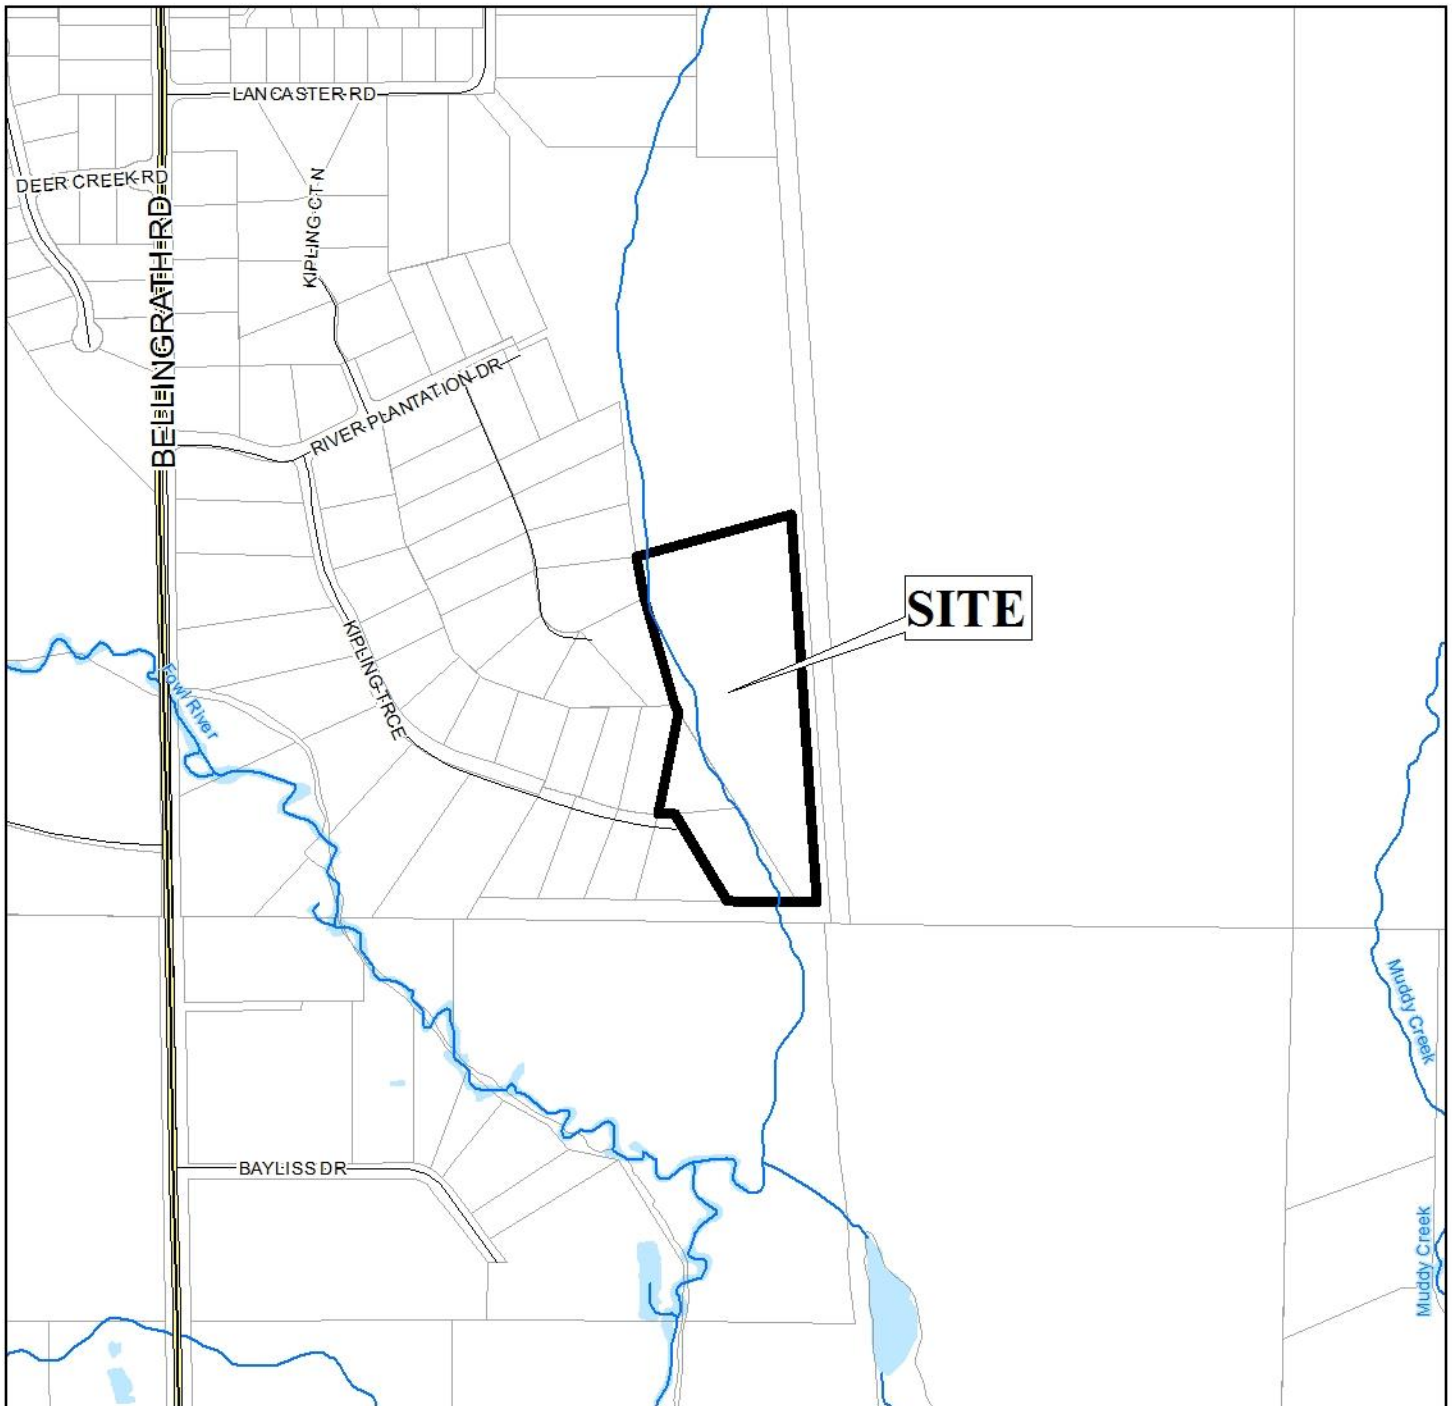 LANCASTER RD
DEER CREEK RD
KIPLING CT N
BELLINGRATH RD
RIVER PLANTATION DR
SITE
KIPLING TRCE
Fowl River
Muddy Creek
BAYLISS DR
Muddy Creek